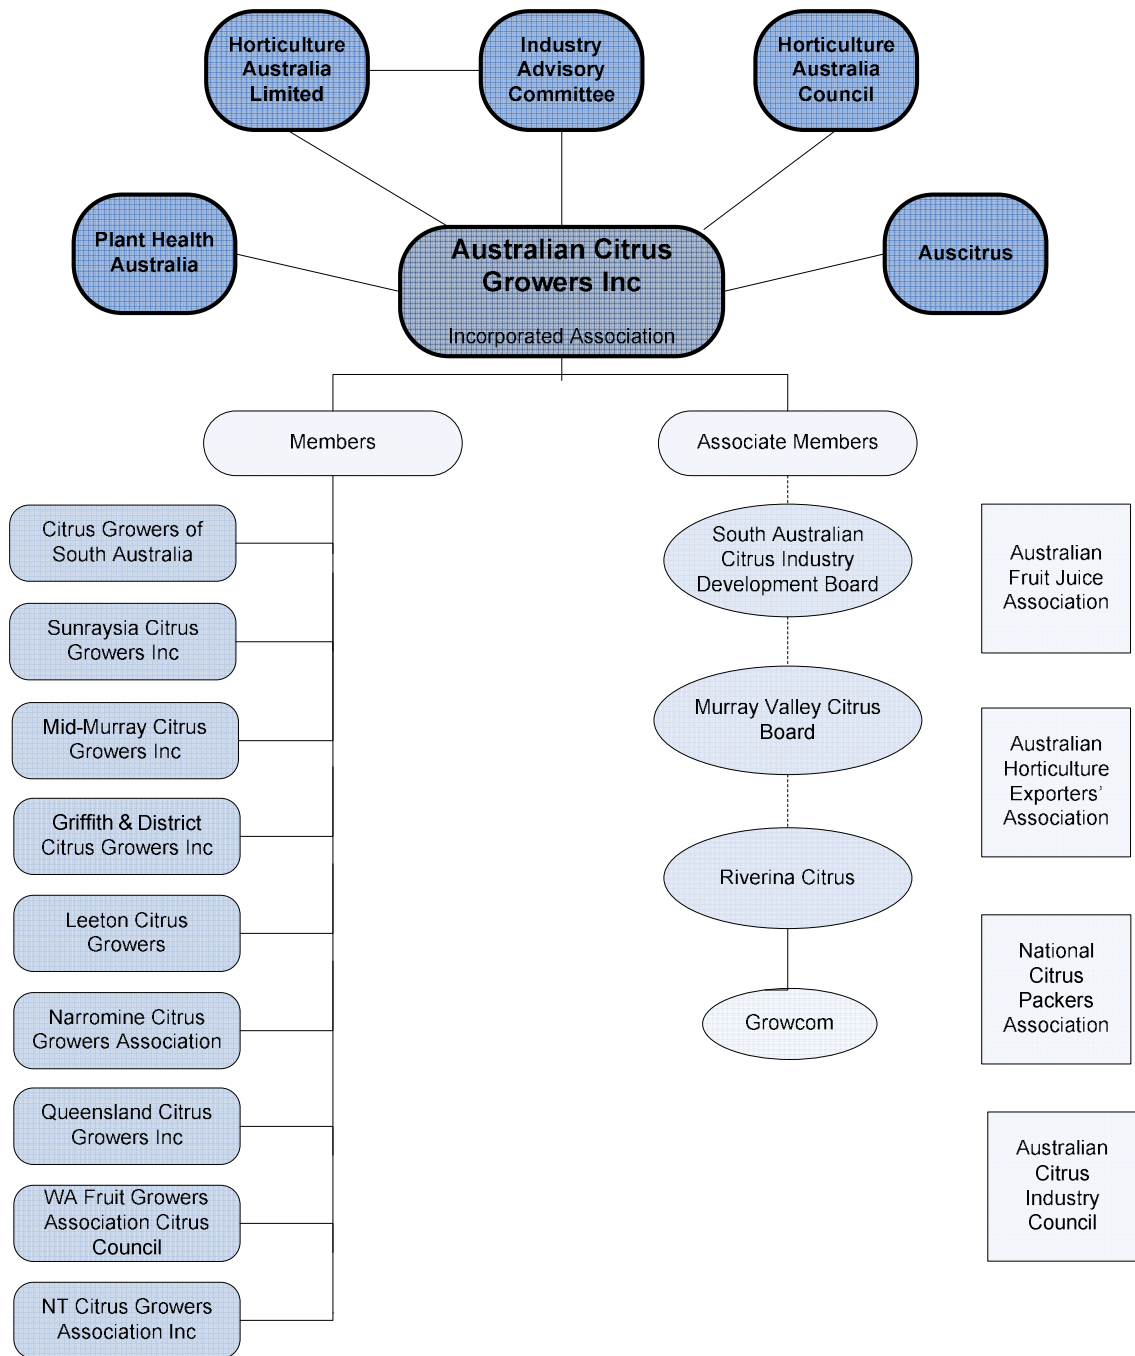 Horticulture
Australia
Limited
Industry
Advisory
Committee
Horticulture
Australia
Council
Plant Health
Australia
Australian Citrus
Growers Inc
Incorporated Association
Auscitrus
Members
Associate Members
Citrus Growers of
South Australia
Sunraysia Citrus
Growers Inc
Mid-Murray Citrus
Growers Inc
Griffith & District
Citrus Growers Inc
Leeton Citrus
Growers
Narromine Citrus
Growers Association
Queensland Citrus
Growers Inc
WA Fruit Growers
Association Citrus
Council
NT Citrus Growers
Association Inc
South Australian
Citrus Industry
Development Board
Murray Valley Citrus
Board
Riverina Citrus
Growcom
Australian
Fruit Juice
Association
Australian
Horticulture
Exporters’
Association
National
Citrus
Packers
Association
Australian
Citrus
Industry
Council